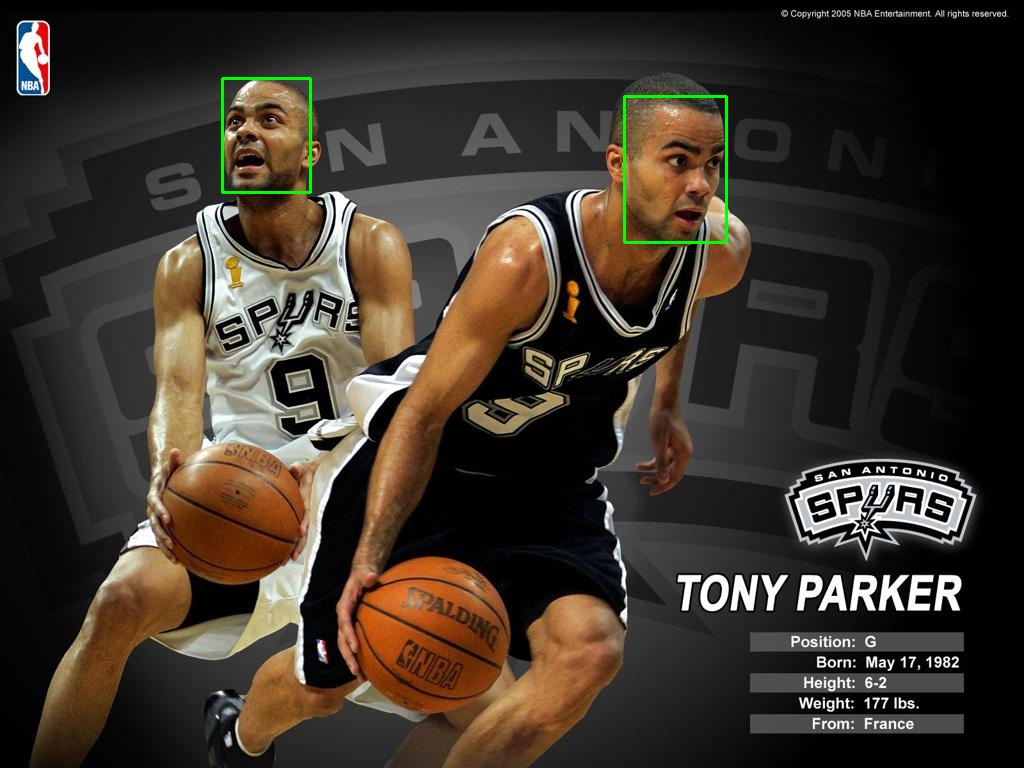 © Copyright 2005 NBA Entertainment. All rights reserved.
NBA
SAN ANTONIO
SPURS
SPURS
9
SPURS
9
NBA
SPALDING
NBA
SAN ANTONIO
SPURS
TONY PARKER
Position: G
Born: May 17, 1982
Height: 6-2
Weight: 177 lbs.
From: France